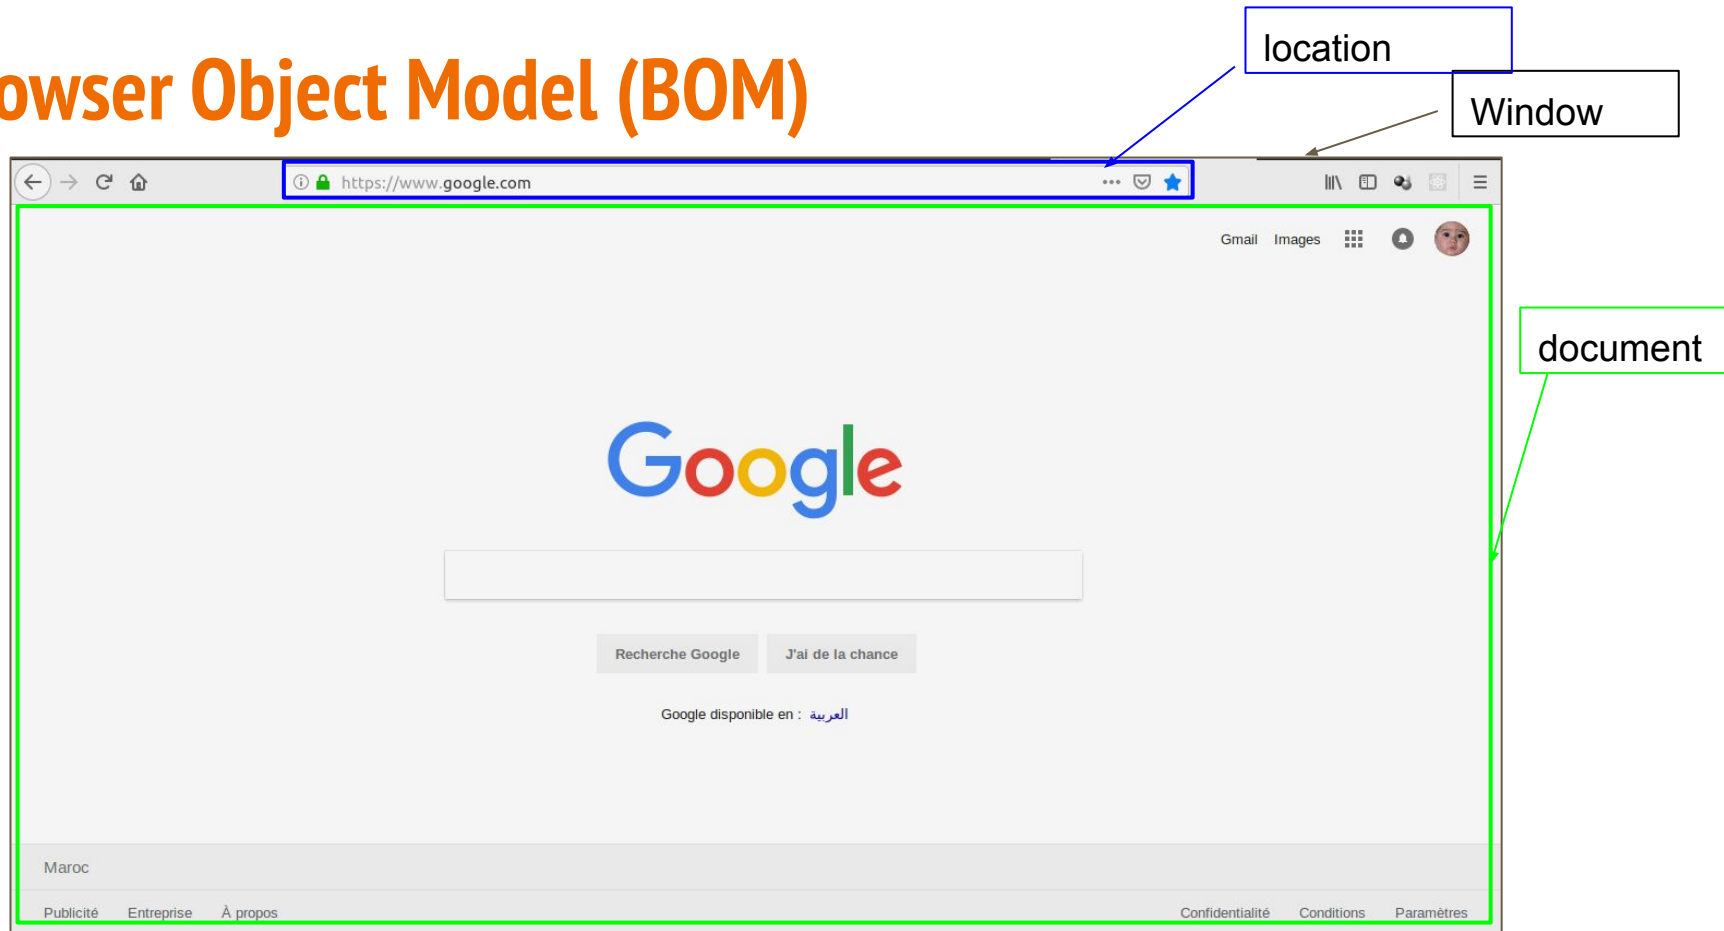 location
owser Object Model (BOM)
Window
https://www.google.com
Gmail Images
document
Google
Recherche Google J'ai de la chance
Google disponible en : العربية
Maroc
Publicité Entreprise À propos Confidentialité Conditions Paramètres